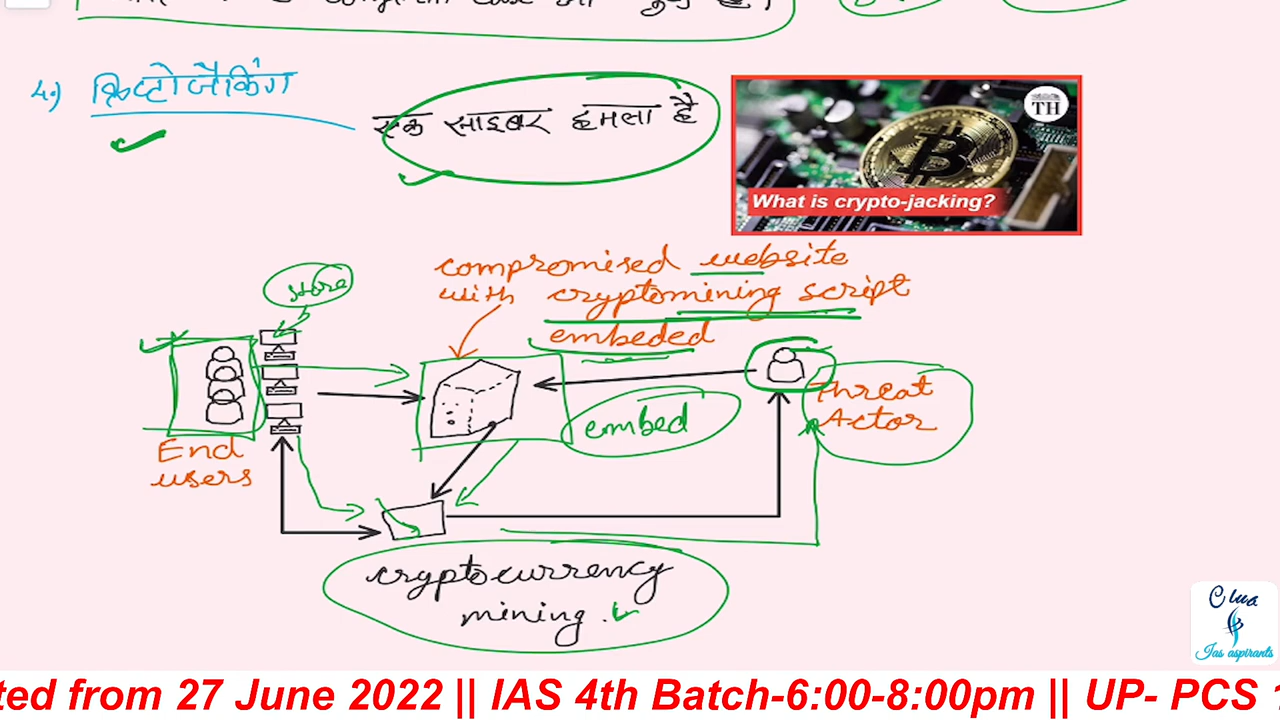 4.) क्रिप्टोजैकिंग
एक साइबर हमला है
TH
What is crypto-jacking?
compromised website
with cryptomining script
embeded
store
embed
Threat
Actor
End
users
cryptocurrency
mining.
Clue
Ias aspirants
ted from 27 June 2022 || IAS 4th Batch-6:00-8:00pm || UP- PCS